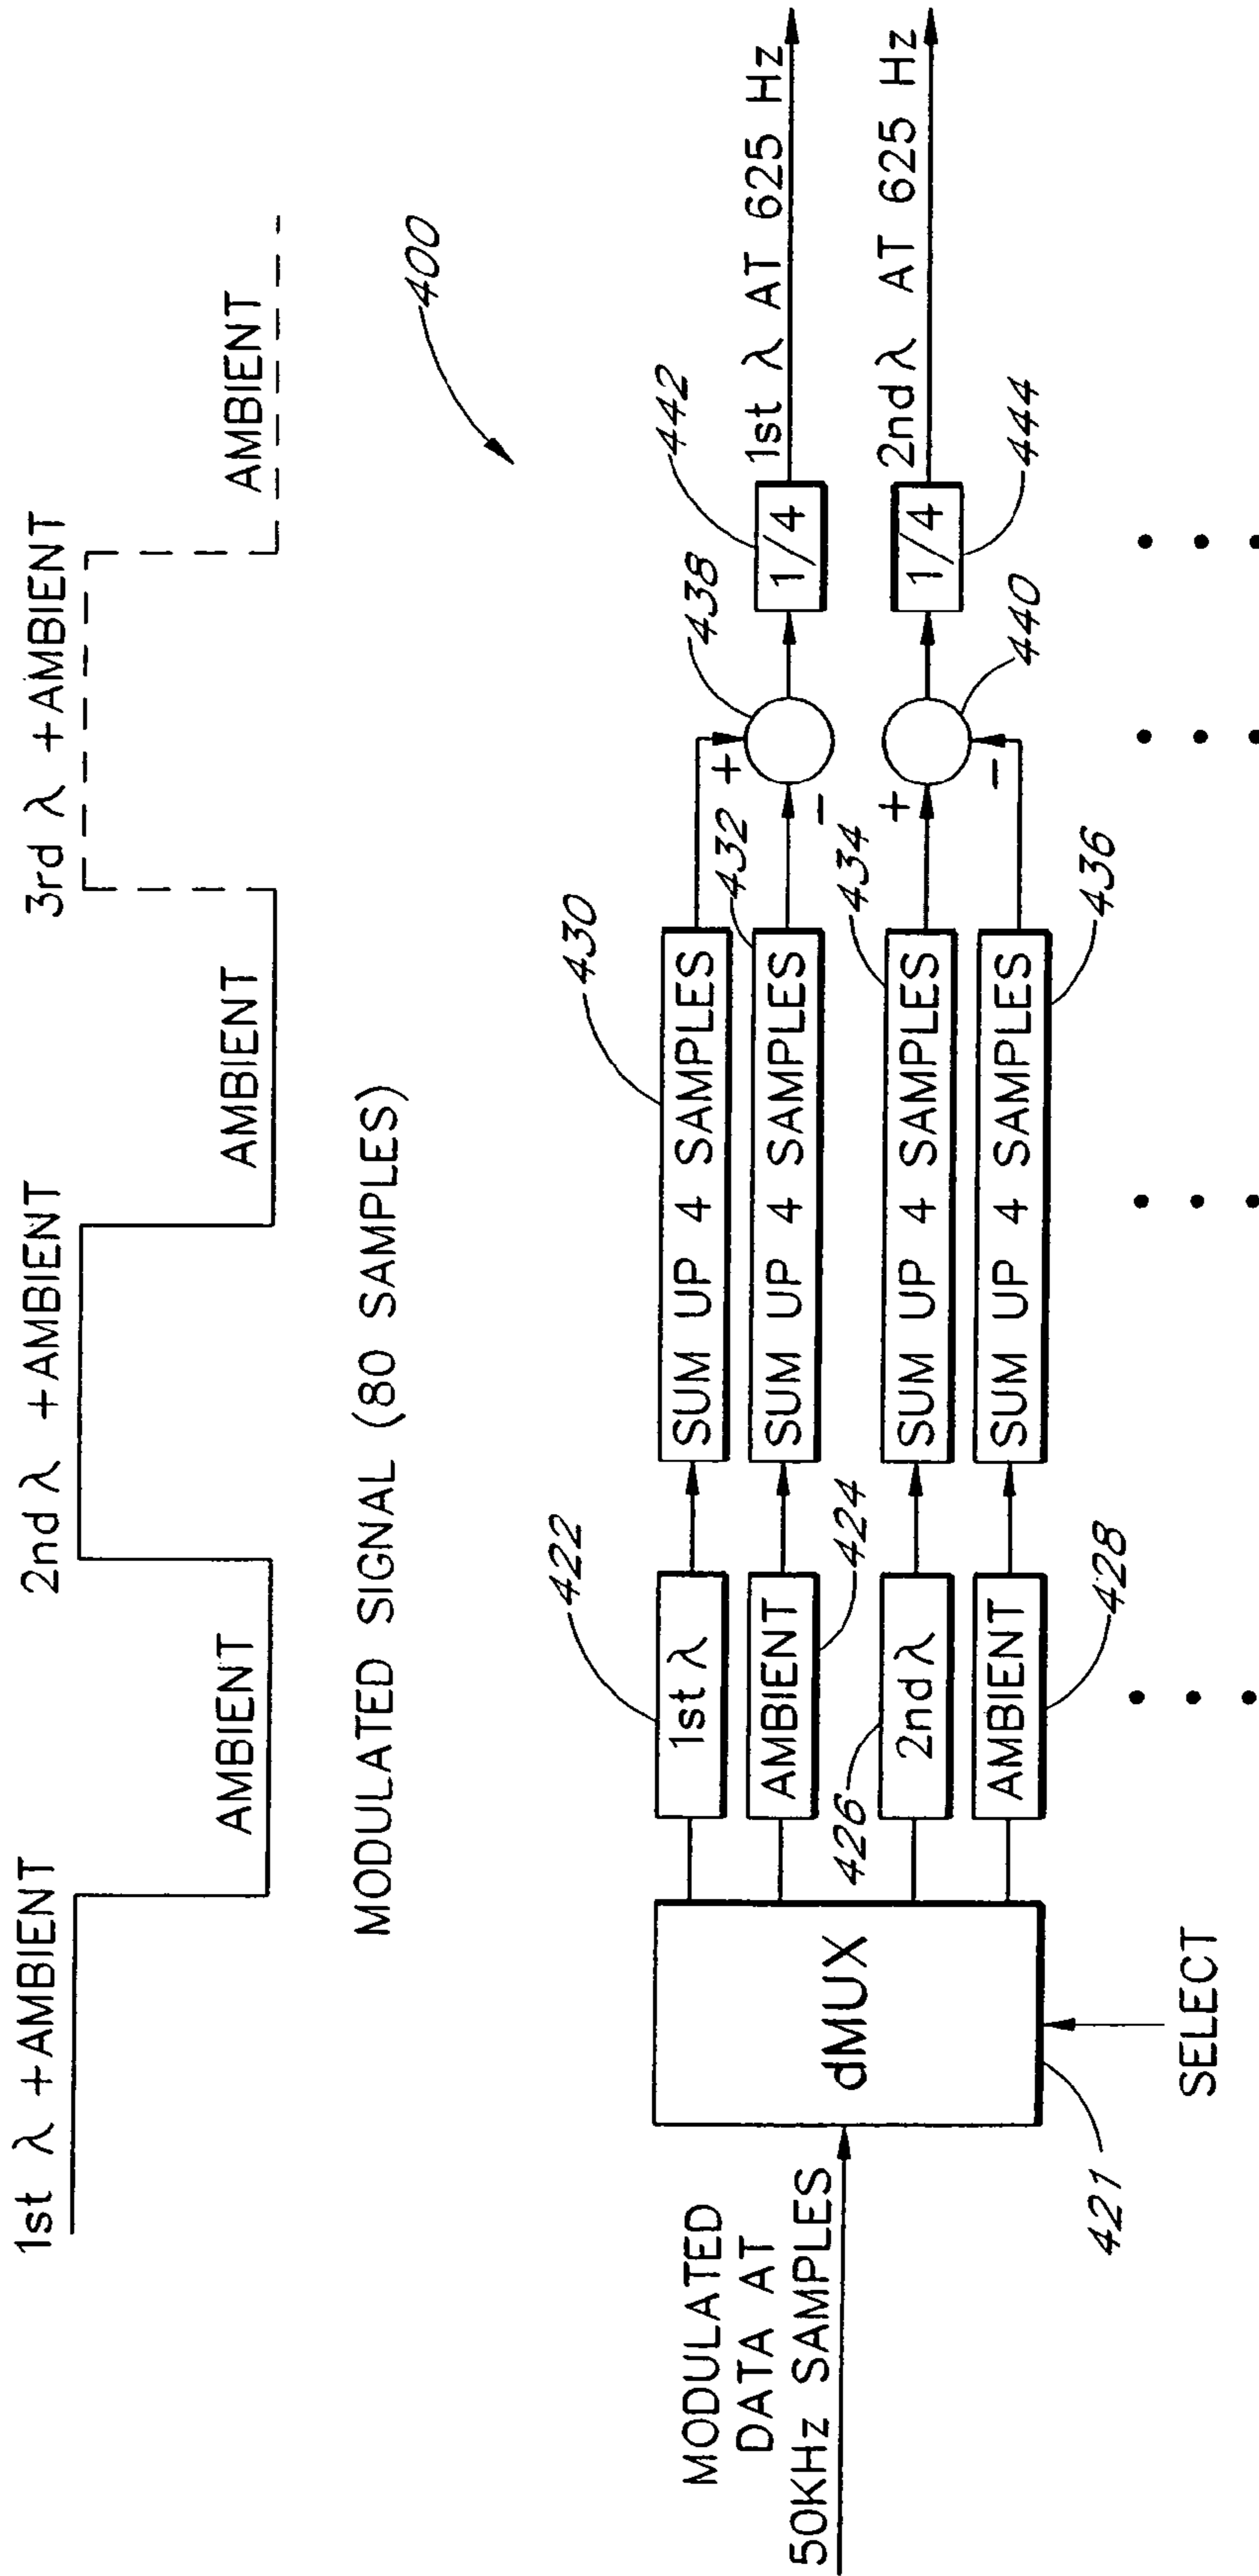 1st λ +AMBIENT
AMBIENT
2nd λ +AMBIENT
AMBIENT
3rd λ +AMBIENT
AMBIENT
MODULATED SIGNAL (80 SAMPLES)
400
MODULATED
DATA AT
50KHz SAMPLES
dMUX
421
SELECT
422
1st λ
AMBIENT
424
426
2nd λ
AMBIENT
428
430
SUM UP 4 SAMPLES
SUM UP 4 SAMPLES
432
434
SUM UP 4 SAMPLES
SUM UP 4 SAMPLES
436
+
-
438
+
-
440
442
1/4
1st λ AT 625 Hz
1/4
444
2nd λ AT 625 Hz